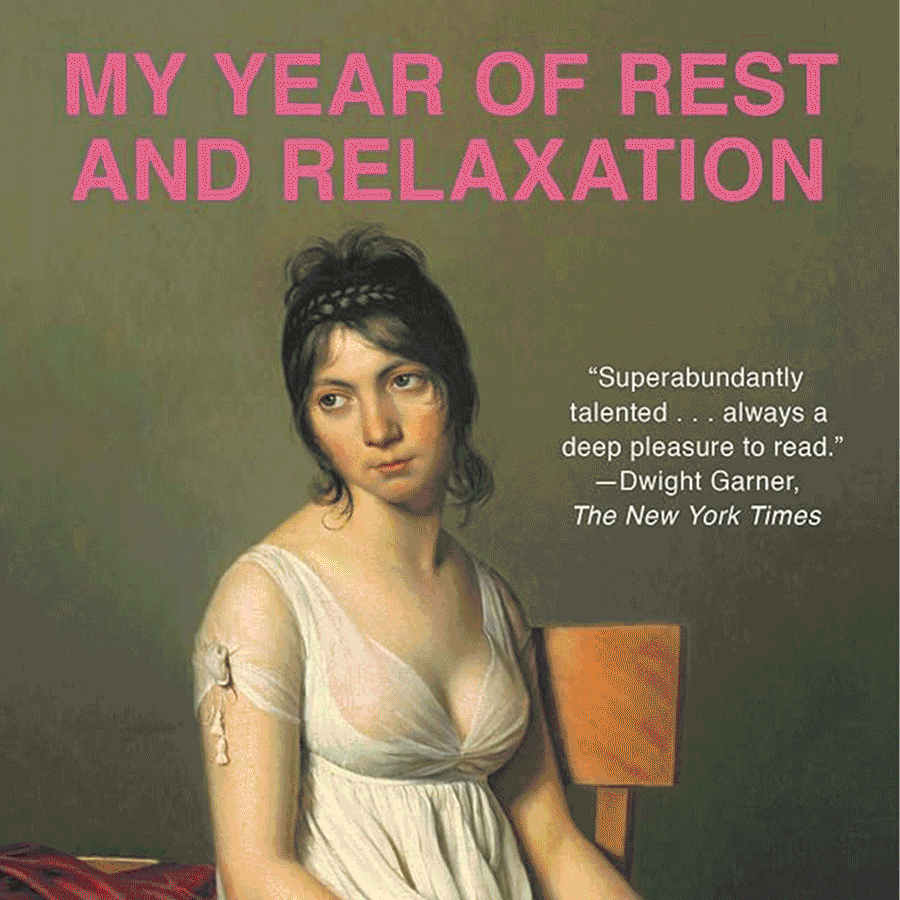 MY YEAR OF REST
AND RELAXATION
“Superabundantly
talented . . . always a
deep pleasure to read.”
—Dwight Garner,
The New York Times